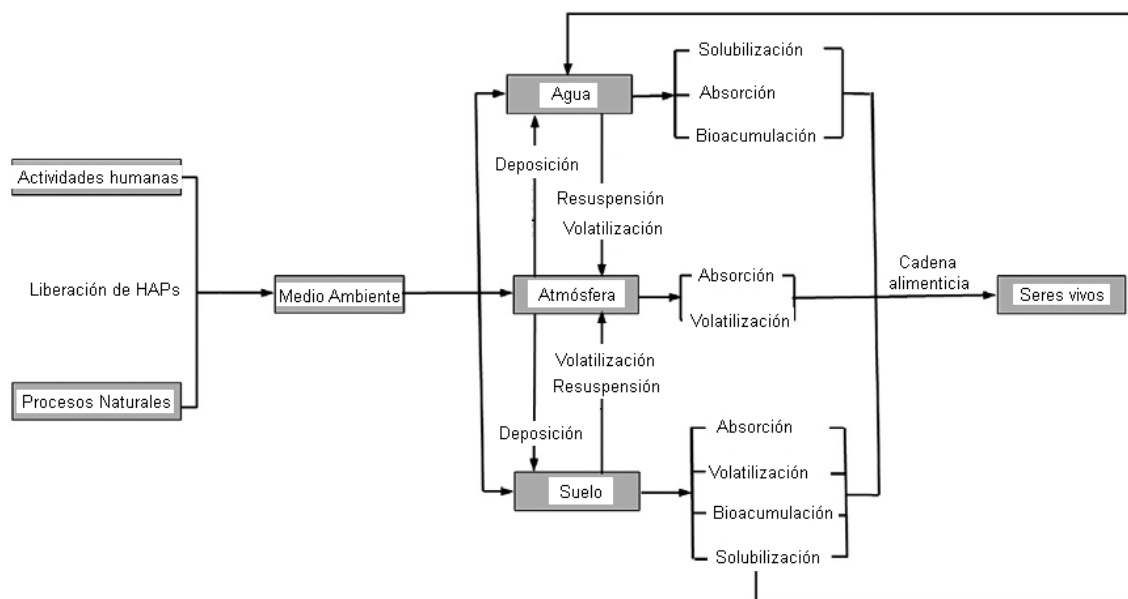 Actividades humanas
Liberación de HAPs
Procesos Naturales
Medio Ambiente
Agua
Deposición
Resuspensión
Volatilización
Atmósfera
Volatilización
Resuspensión
Deposición
Suelo
Solubilización
Absorción
Bioacumulación
Absorción
Volatilización
Absorción
Volatilización
Bioacumulación
Solubilización
Cadena
alimenticia
Seres vivos